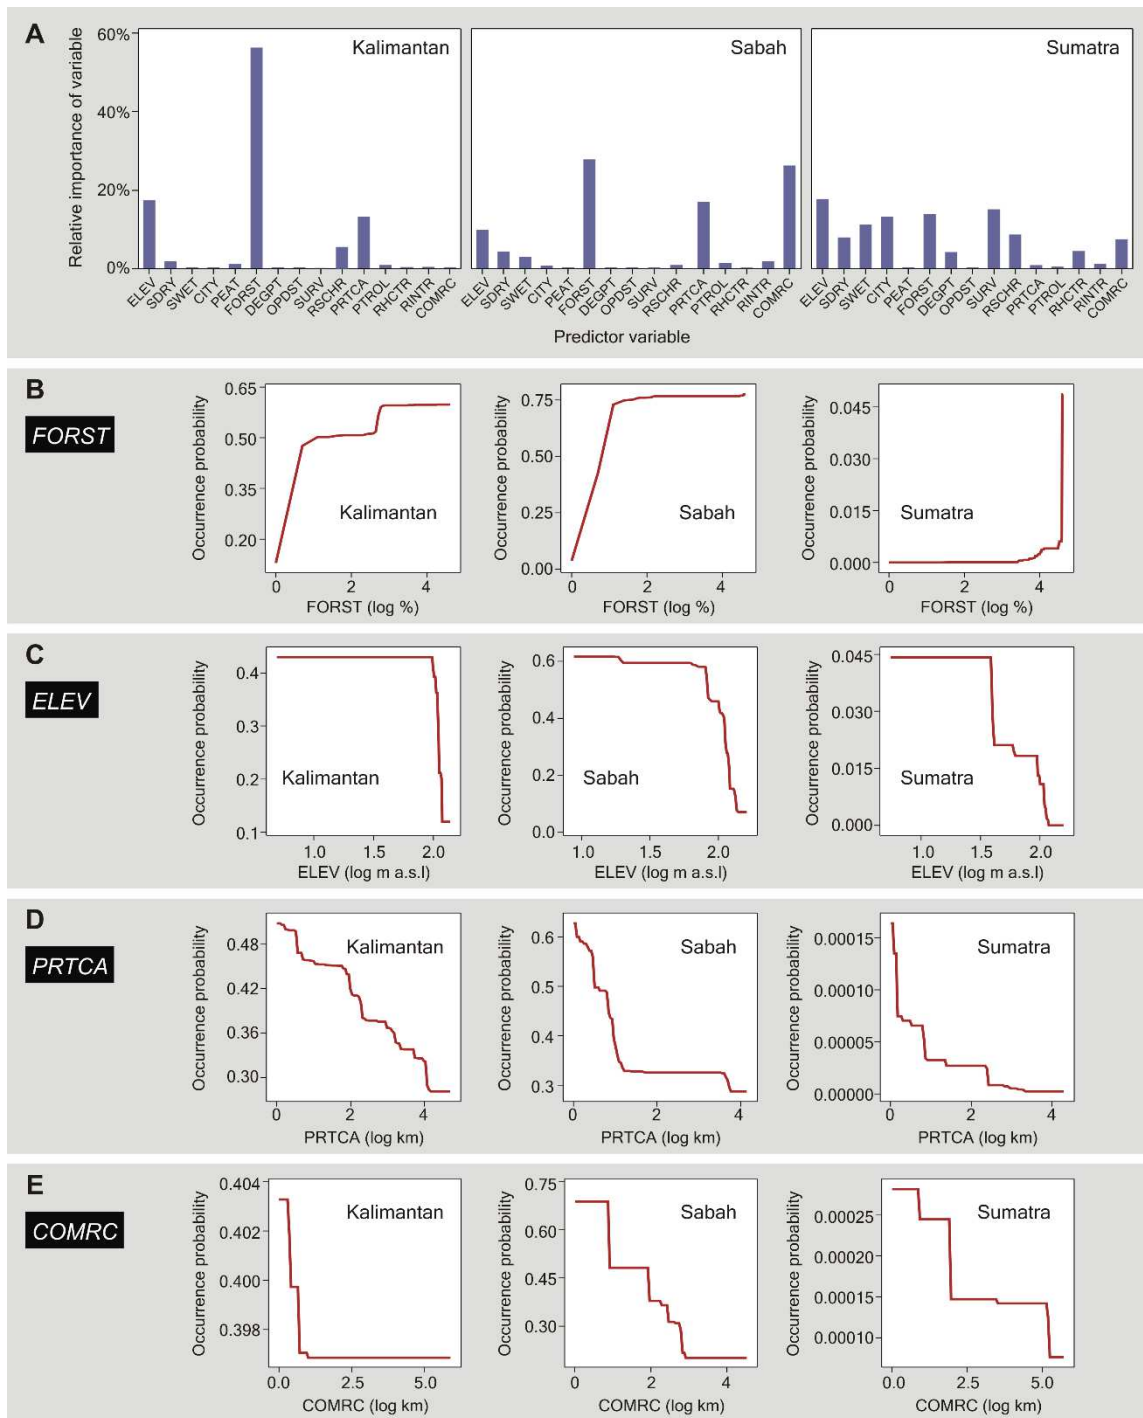 A
Relative importance of variable
60%
40%
20%
0%
Kalimantan
Sabah
Sumatra
ELEV SDRY SWET CITY PEAT FORST DEGPT OPDST SURV RSCHR PRTCA PTROL RHCTR RINTR COMRC
ELEV SDRY SWET CITY PEAT FORST DEGPT OPDST SURV RSCHR PRTCA PTROL RHCTR RINTR COMRC
ELEV SDRY SWET CITY PEAT FORST DEGPT OPDST SURV RSCHR PRTCA PTROL RHCTR RINTR COMRC
Predictor variable
B
FORST
Occurrence probability
0.65
0.50
0.35
0.20
Kalimantan
0 2 4
FORST (log %)
Occurrence probability
0.75
0.50
0.25
0.00
Sabah
0 2 4
FORST (log %)
Occurrence probability
0.045
0.030
0.015
0.000
Sumatra
0 2 4
FORST (log %)
C
ELEV
Occurrence probability
0.4
0.3
0.2
0.1
Kalimantan
1.0 1.5 2.0
ELEV (log m a.s.l)
Occurrence probability
0.6
0.4
0.2
0.0
Sabah
1.0 1.5 2.0
ELEV (log m a.s.l)
Occurrence probability
0.045
0.030
0.015
0.000
Sumatra
1.0 1.5 2.0
ELEV (log m a.s.l)
D
PRTCA
Occurrence probability
0.48
0.42
0.36
0.30
Kalimantan
0 2 4
PRTCA (log km)
Occurrence probability
0.6
0.5
0.4
0.3
Sabah
0 2 4
PRTCA (log km)
Occurrence probability
0.00015
0.00010
0.00005
0.00000
Sumatra
0 2 4
PRTCA (log km)
E
COMRC
Occurrence probability
0.404
0.402
0.400
0.398
Kalimantan
0.0 2.5 5.0
COMRC (log km)
Occurrence probability
0.75
0.60
0.45
0.30
Sabah
0 2 4
COMRC (log km)
Occurrence probability
0.00025
0.00020
0.00015
0.00010
Sumatra
0.0 2.5 5.0
COMRC (log km)